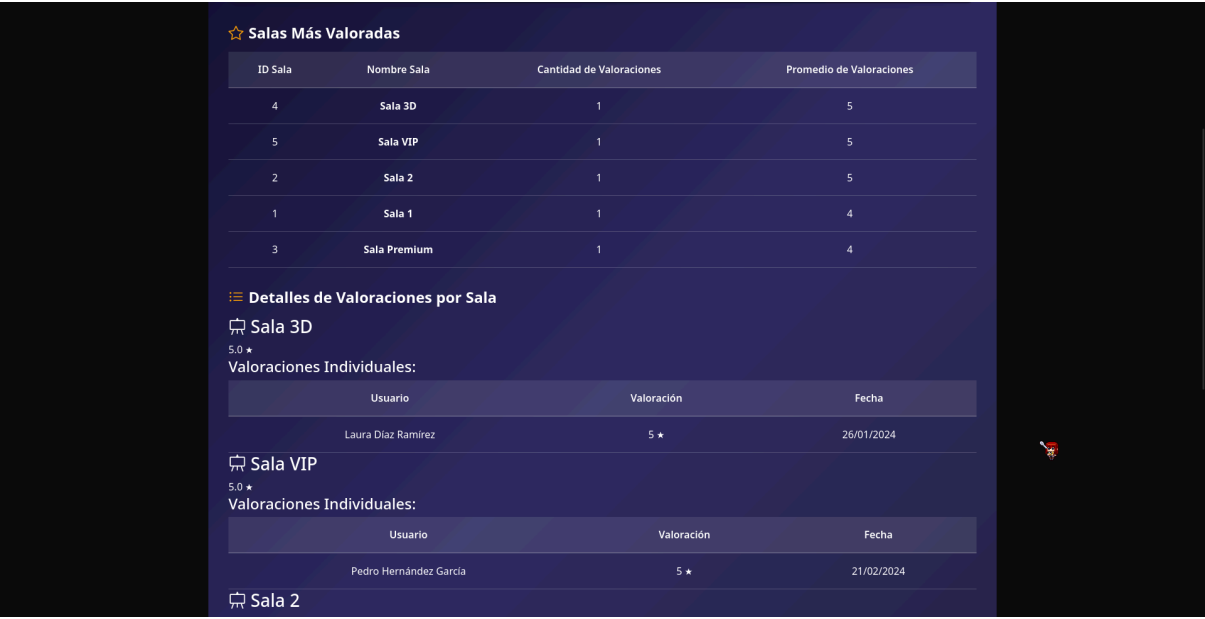 Salas Más Valoradas
ID Sala Nombre Sala Cantidad de Valoraciones Promedio de Valoraciones
4 Sala 3D 1 5
5 Sala VIP 1 5
2 Sala 2 1 5
1 Sala 1 1 4
3 Sala Premium 1 4
Detalles de Valoraciones por Sala
Sala 3D
5.0 ★
Valoraciones Individuales:
Usuario Valoración Fecha
Laura Díaz Ramírez 5 ★ 26/01/2024
Sala VIP
5.0 ★
Valoraciones Individuales:
Usuario Valoración Fecha
Pedro Hernández García 5 ★ 21/02/2024
Sala 2